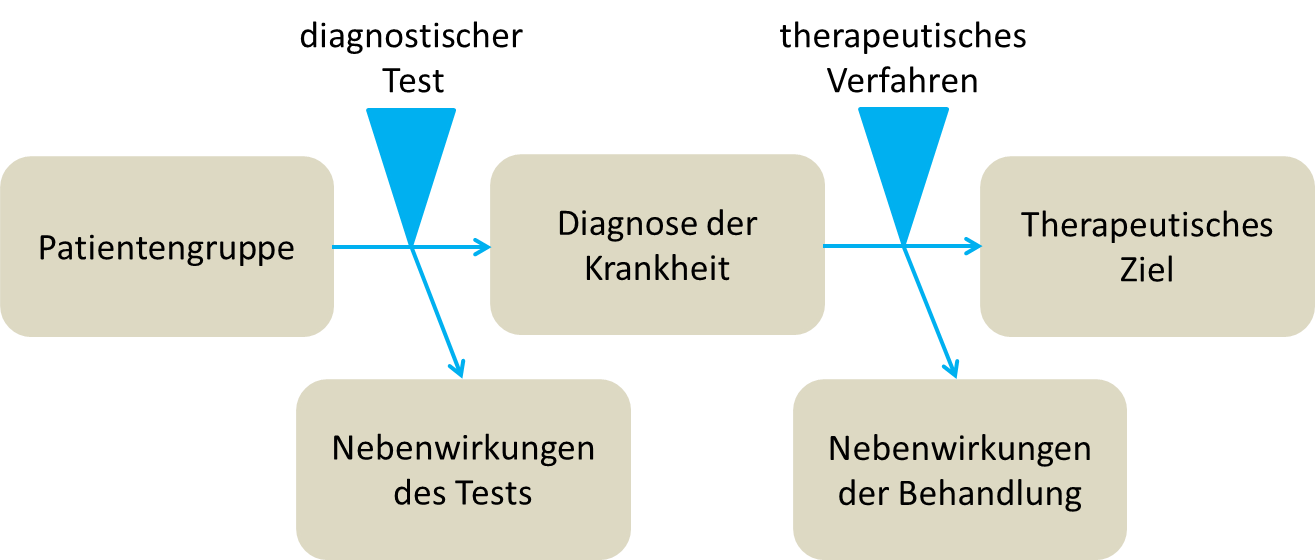 diagnostischer
Test
therapeutisches
Verfahren
Patientengruppe
Diagnose der
Krankheit
Therapeutisches
Ziel
Nebenwirkungen
des Tests
Nebenwirkungen
der Behandlung